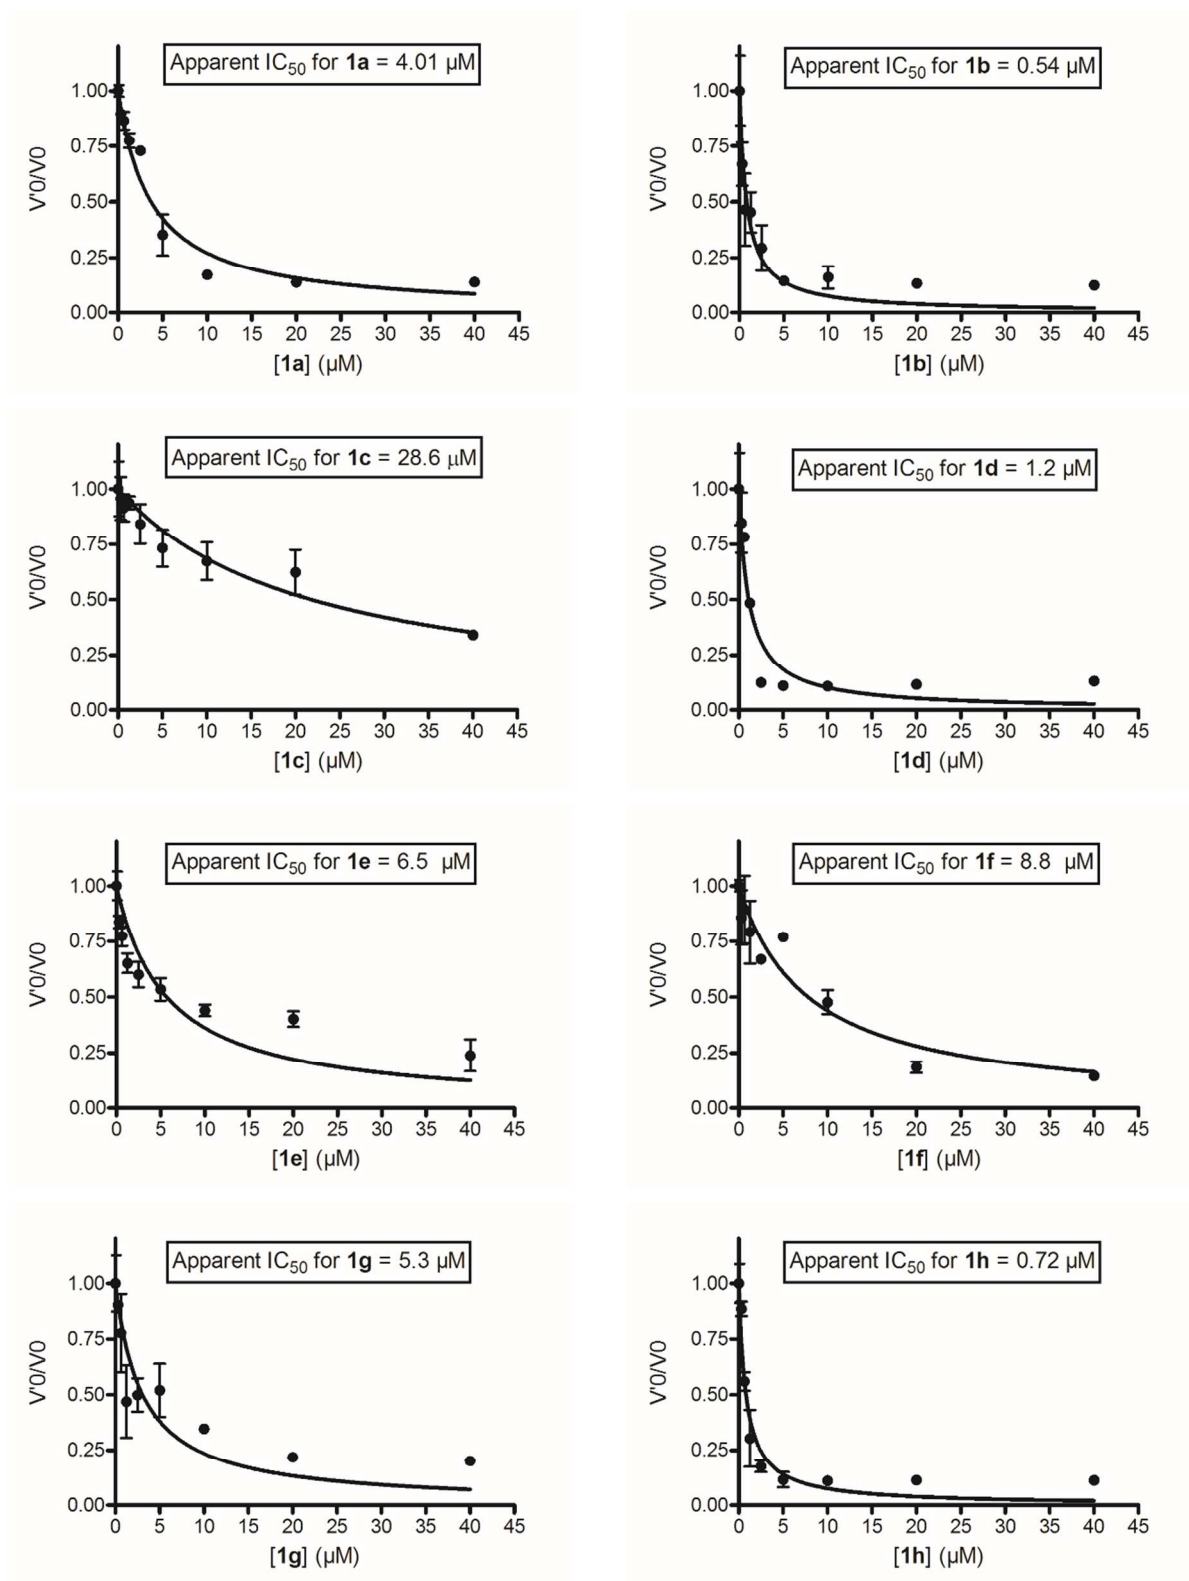 Apparent IC50 for 1a = 4.01 µM
1.00
0.75
0.50
0.25
0.00
V'0/V0
0 5 10 15 20 25 30 35 40 45
[1a] (µM)
Apparent IC50 for 1b = 0.54 µM
1.00
0.75
0.50
0.25
0.00
V'0/V0
0 5 10 15 20 25 30 35 40 45
[1b] (µM)
Apparent IC50 for 1c = 28.6 µM
1.00
0.75
0.50
0.25
0.00
V'0/V0
0 5 10 15 20 25 30 35 40 45
[1c] (µM)
Apparent IC50 for 1d = 1.2 µM
1.00
0.75
0.50
0.25
0.00
V'0/V0
0 5 10 15 20 25 30 35 40 45
[1d] (µM)
Apparent IC50 for 1e = 6.5 µM
1.00
0.75
0.50
0.25
0.00
V'0/V0
0 5 10 15 20 25 30 35 40 45
[1e] (µM)
Apparent IC50 for 1f = 8.8 µM
1.00
0.75
0.50
0.25
0.00
V'0/V0
0 5 10 15 20 25 30 35 40 45
[1f] (µM)
Apparent IC50 for 1g = 5.3 µM
1.00
0.75
0.50
0.25
0.00
V'0/V0
0 5 10 15 20 25 30 35 40 45
[1g] (µM)
Apparent IC50 for 1h = 0.72 µM
1.00
0.75
0.50
0.25
0.00
V'0/V0
0 5 10 15 20 25 30 35 40 45
[1h] (µM)